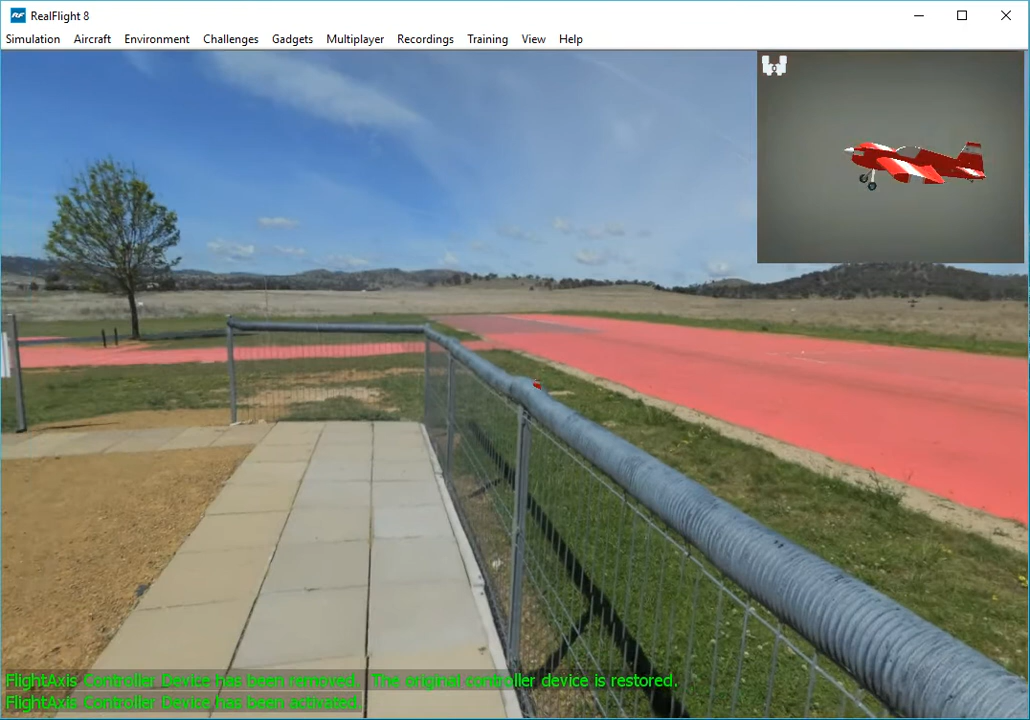 RF RealFlight 8
Simulation Aircraft Environment Challenges Gadgets Multiplayer Recordings Training View Help
FlightAxis Controller Device has been removed. The original controller device is restored.
FlightAxis Controller Device has been activated.